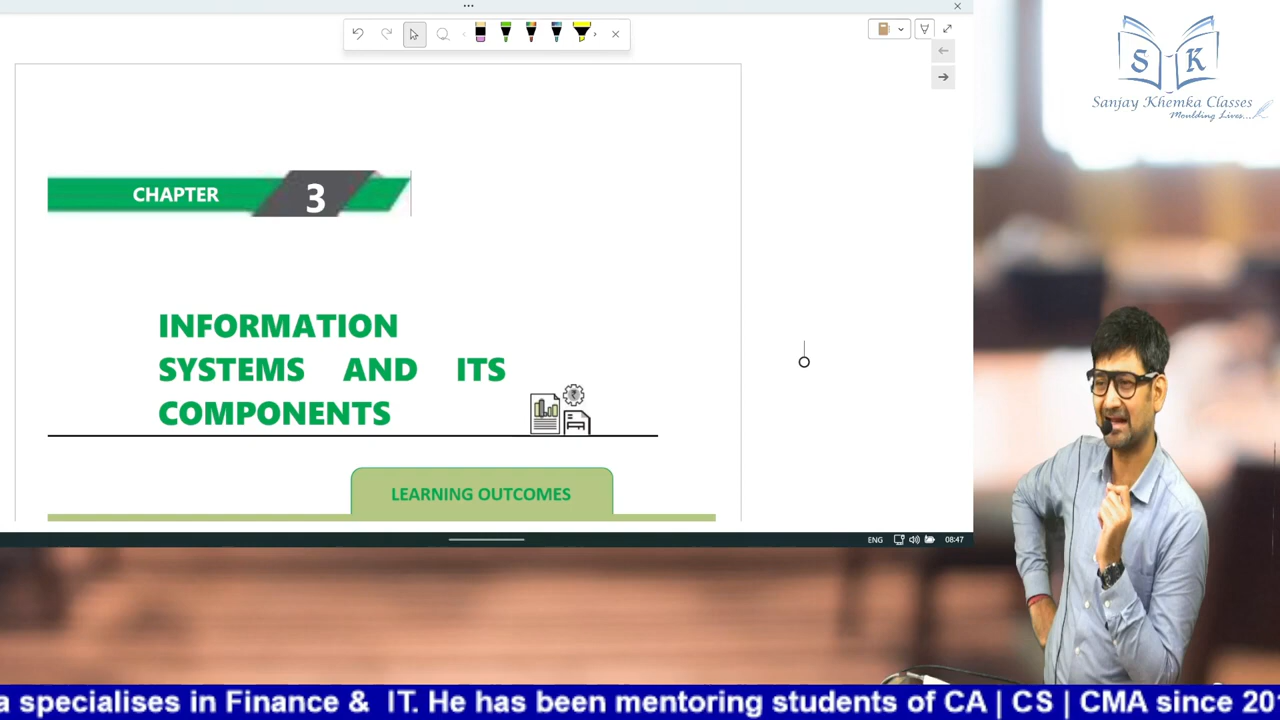 CHAPTER 3
INFORMATION
SYSTEMS AND ITS
COMPONENTS
LEARNING OUTCOMES
ENG 08:47
S K
Sanjay Khemka Classes
Moulding Lives...
a specialises in Finance & IT. He has been mentoring students of CA | CS | CMA since 201